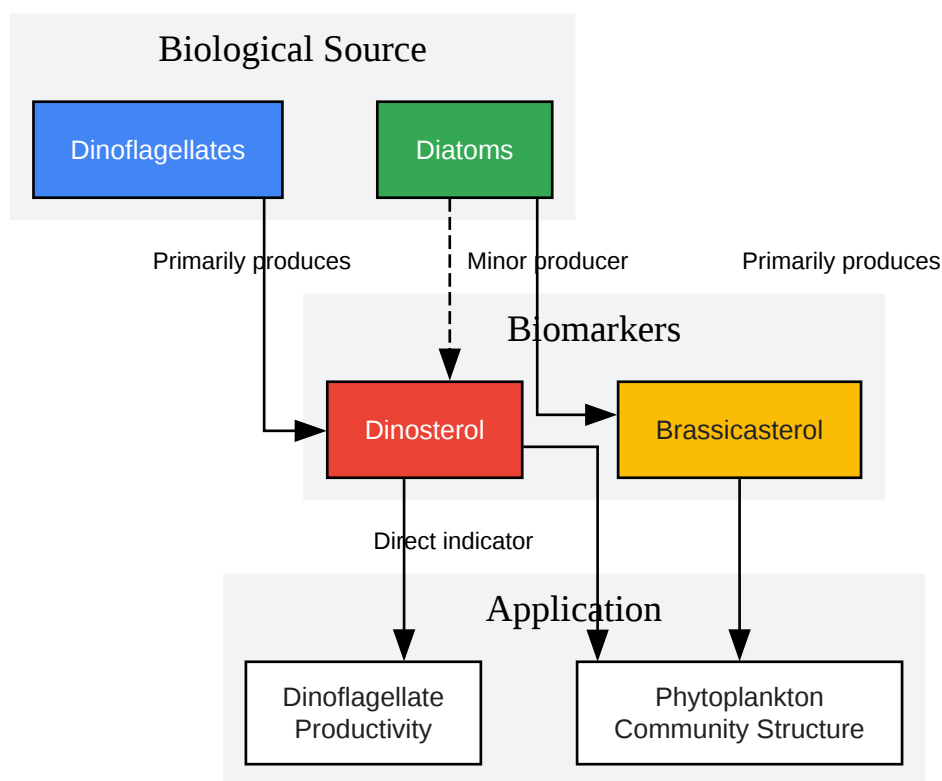 Biological Source
Dinoflagellates
Diatoms
Primarily produces
Minor producer
Primarily produces
Biomarkers
Dinosterol
Brassicasterol
Direct indicator
Application
Dinoflagellate
Productivity
Phytoplankton
Community Structure